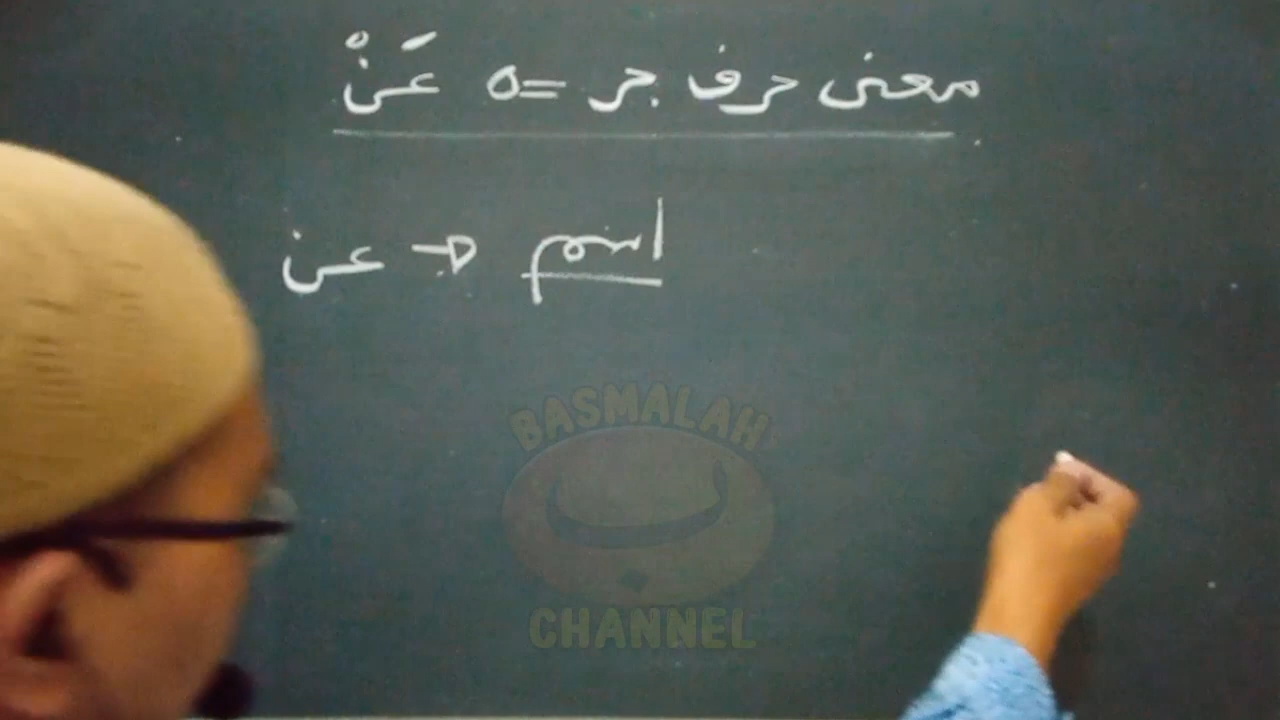 معنى حرف جر =ه عَنْ
اسم → عن
BASMALAH
CHANNEL